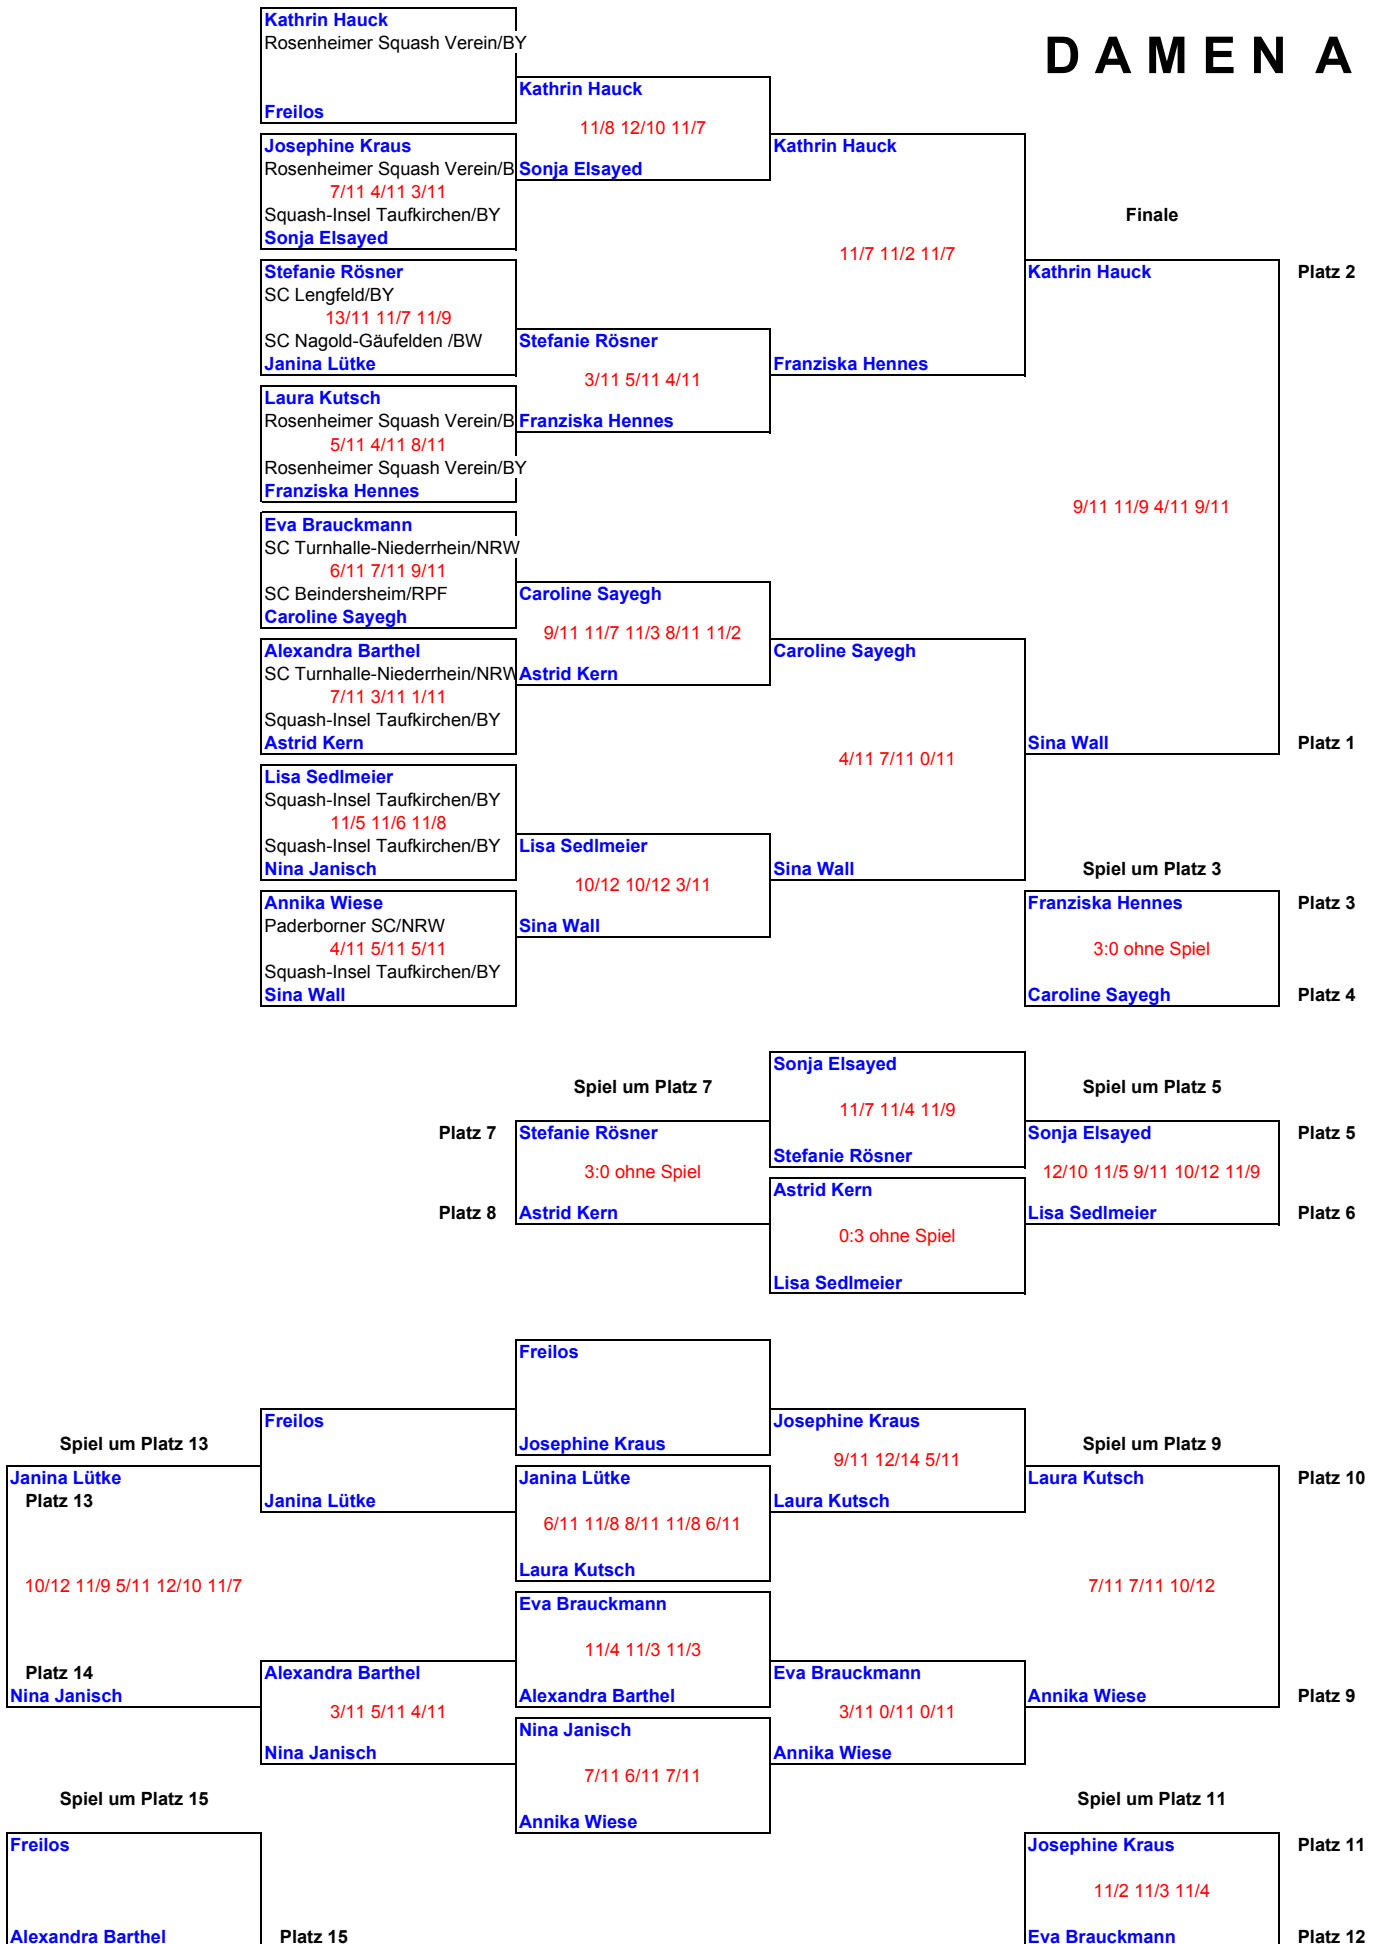 D A M E N A
Kathrin Hauck
Rosenheimer Squash Verein/BY
Freilos
Josephine Kraus
Rosenheimer Squash Verein/B
7/11 4/11 3/11
Squash-Insel Taufkirchen/BY
Sonja Elsayed
Stefanie Rösner
SC Lengfeld/BY
13/11 11/7 11/9
SC Nagold-Gäufelden /BW
Janina Lütke
Laura Kutsch
Rosenheimer Squash Verein/B
5/11 4/11 8/11
Rosenheimer Squash Verein/BY
Franziska Hennes
Eva Brauckmann
SC Turnhalle-Niederrhein/NRW
6/11 7/11 9/11
SC Beindersheim/RPF
Caroline Sayegh
Alexandra Barthel
SC Turnhalle-Niederrhein/NRW
7/11 3/11 1/11
Squash-Insel Taufkirchen/BY
Astrid Kern
Lisa Sedlmeier
Squash-Insel Taufkirchen/BY
11/5 11/6 11/8
Squash-Insel Taufkirchen/BY
Nina Janisch
Annika Wiese
Paderborner SC/NRW
4/11 5/11 5/11
Squash-Insel Taufkirchen/BY
Sina Wall
Kathrin Hauck
11/8 12/10 11/7
Sonja Elsayed
Stefanie Rösner
3/11 5/11 4/11
Franziska Hennes
Caroline Sayegh
9/11 11/7 11/3 8/11 11/2
Astrid Kern
Lisa Sedlmeier
10/12 10/12 3/11
Sina Wall
Kathrin Hauck
11/7 11/2 11/7
Franziska Hennes
Caroline Sayegh
4/11 7/11 0/11
Sina Wall
Finale
Kathrin Hauck
Platz 2
9/11 11/9 4/11 9/11
Sina Wall
Platz 1
Spiel um Platz 3
Franziska Hennes
Platz 3
3:0 ohne Spiel
Caroline Sayegh
Platz 4
Spiel um Platz 7
Platz 7
Stefanie Rösner
3:0 ohne Spiel
Platz 8
Astrid Kern
Sonja Elsayed
11/7 11/4 11/9
Stefanie Rösner
Astrid Kern
0:3 ohne Spiel
Lisa Sedlmeier
Spiel um Platz 5
Sonja Elsayed
Platz 5
12/10 11/5 9/11 10/12 11/9
Lisa Sedlmeier
Platz 6
Freilos
Josephine Kraus
Janina Lütke
6/11 11/8 8/11 11/8 6/11
Laura Kutsch
Eva Brauckmann
11/4 11/3 11/3
Alexandra Barthel
Nina Janisch
7/11 6/11 7/11
Annika Wiese
Freilos
Janina Lütke
Alexandra Barthel
3/11 5/11 4/11
Nina Janisch
Spiel um Platz 13
Janina Lütke
Platz 13
10/12 11/9 5/11 12/10 11/7
Platz 14
Nina Janisch
Josephine Kraus
9/11 12/14 5/11
Laura Kutsch
Eva Brauckmann
3/11 0/11 0/11
Annika Wiese
Spiel um Platz 9
Laura Kutsch
Platz 10
7/11 7/11 10/12
Annika Wiese
Platz 9
Spiel um Platz 15
Freilos
Alexandra Barthel
Platz 15
Spiel um Platz 11
Josephine Kraus
Platz 11
11/2 11/3 11/4
Eva Brauckmann
Platz 12